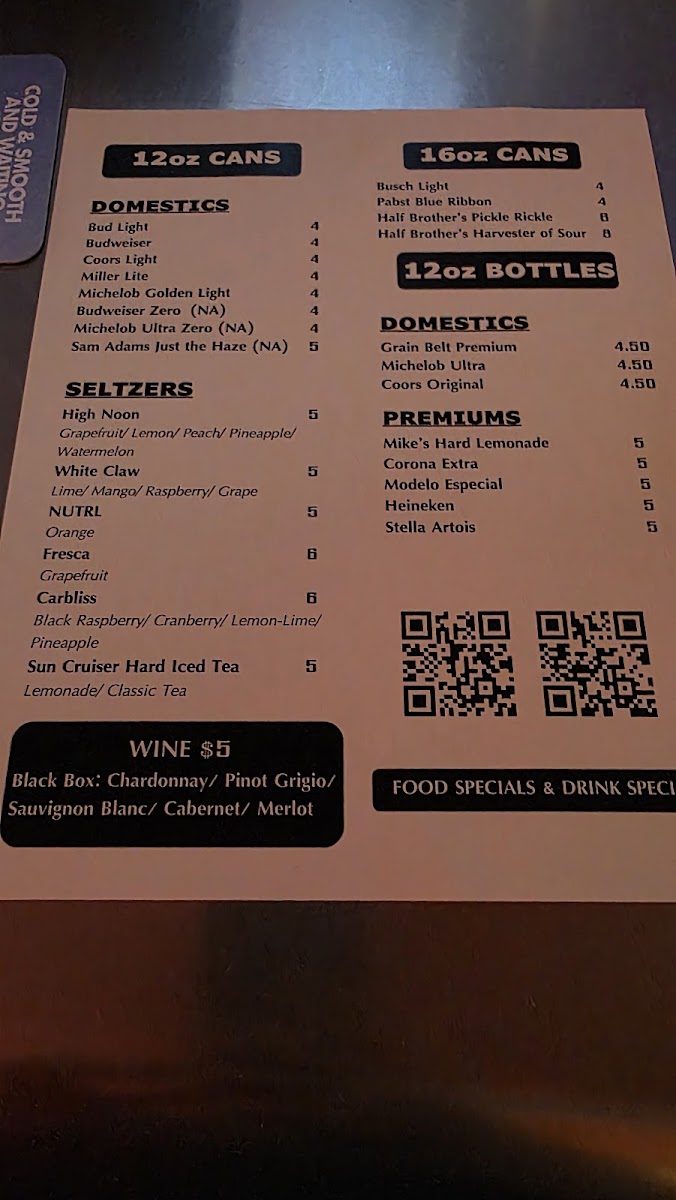 COLD & SMOOTH
AND WAITING
12oz CANS
DOMESTICS
Bud Light 4
Budweiser 4
Coors Light 4
Miller Lite 4
Michelob Golden Light 4
Budweiser Zero (NA) 4
Michelob Ultra Zero (NA) 4
Sam Adams Just the Haze (NA) 5
SELTZERS
High Noon 5
Grapefruit/ Lemon/ Peach/ Pineapple/
Watermelon
White Claw 5
Lime/ Mango/ Raspberry/ Grape
NUTRL 5
Orange
Fresca 6
Grapefruit
Carbliss 6
Black Raspberry/ Cranberry/ Lemon-Lime/
Pineapple
Sun Cruiser Hard Iced Tea 5
Lemonade/ Classic Tea
WINE $5
Black Box: Chardonnay/ Pinot Grigio/
Sauvignon Blanc/ Cabernet/ Merlot
16oz CANS
Busch Light 4
Pabst Blue Ribbon 4
Half Brother's Pickle Rickle 8
Half Brother's Harvester of Sour 8
12oz BOTTLES
DOMESTICS
Grain Belt Premium 4.50
Michelob Ultra 4.50
Coors Original 4.50
PREMIUMS
Mike's Hard Lemonade 5
Corona Extra 5
Modelo Especial 5
Heineken 5
Stella Artois 5
FOOD SPECIALS & DRINK SPECI